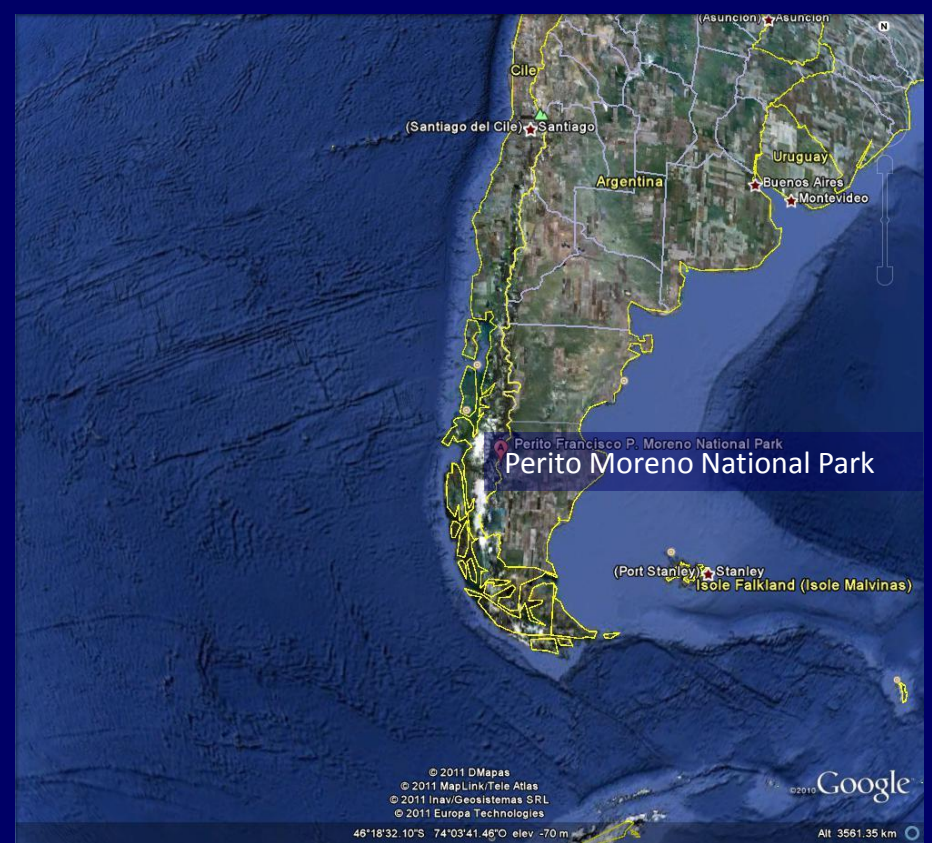 (Asuncion) Asuncion
N
Cile
(Santiago del Cile) Santiago
Uruguay
Argentina
Buenos Aires
Montevideo
Perito Francisco P. Moreno National Park
Perito Moreno National Park
(Port Stanley) Stanley
Isole Falkland (Isole Malvinas)
© 2011 DMapas
© 2011 MapLink/Tele Atlas
© 2011 Inav/Geosistemas SRL
© 2011 Europa Technologies
©2010 Google
46°18'32.10"S 74°03'41.46"O elev -70 m
Alt 3561.35 km